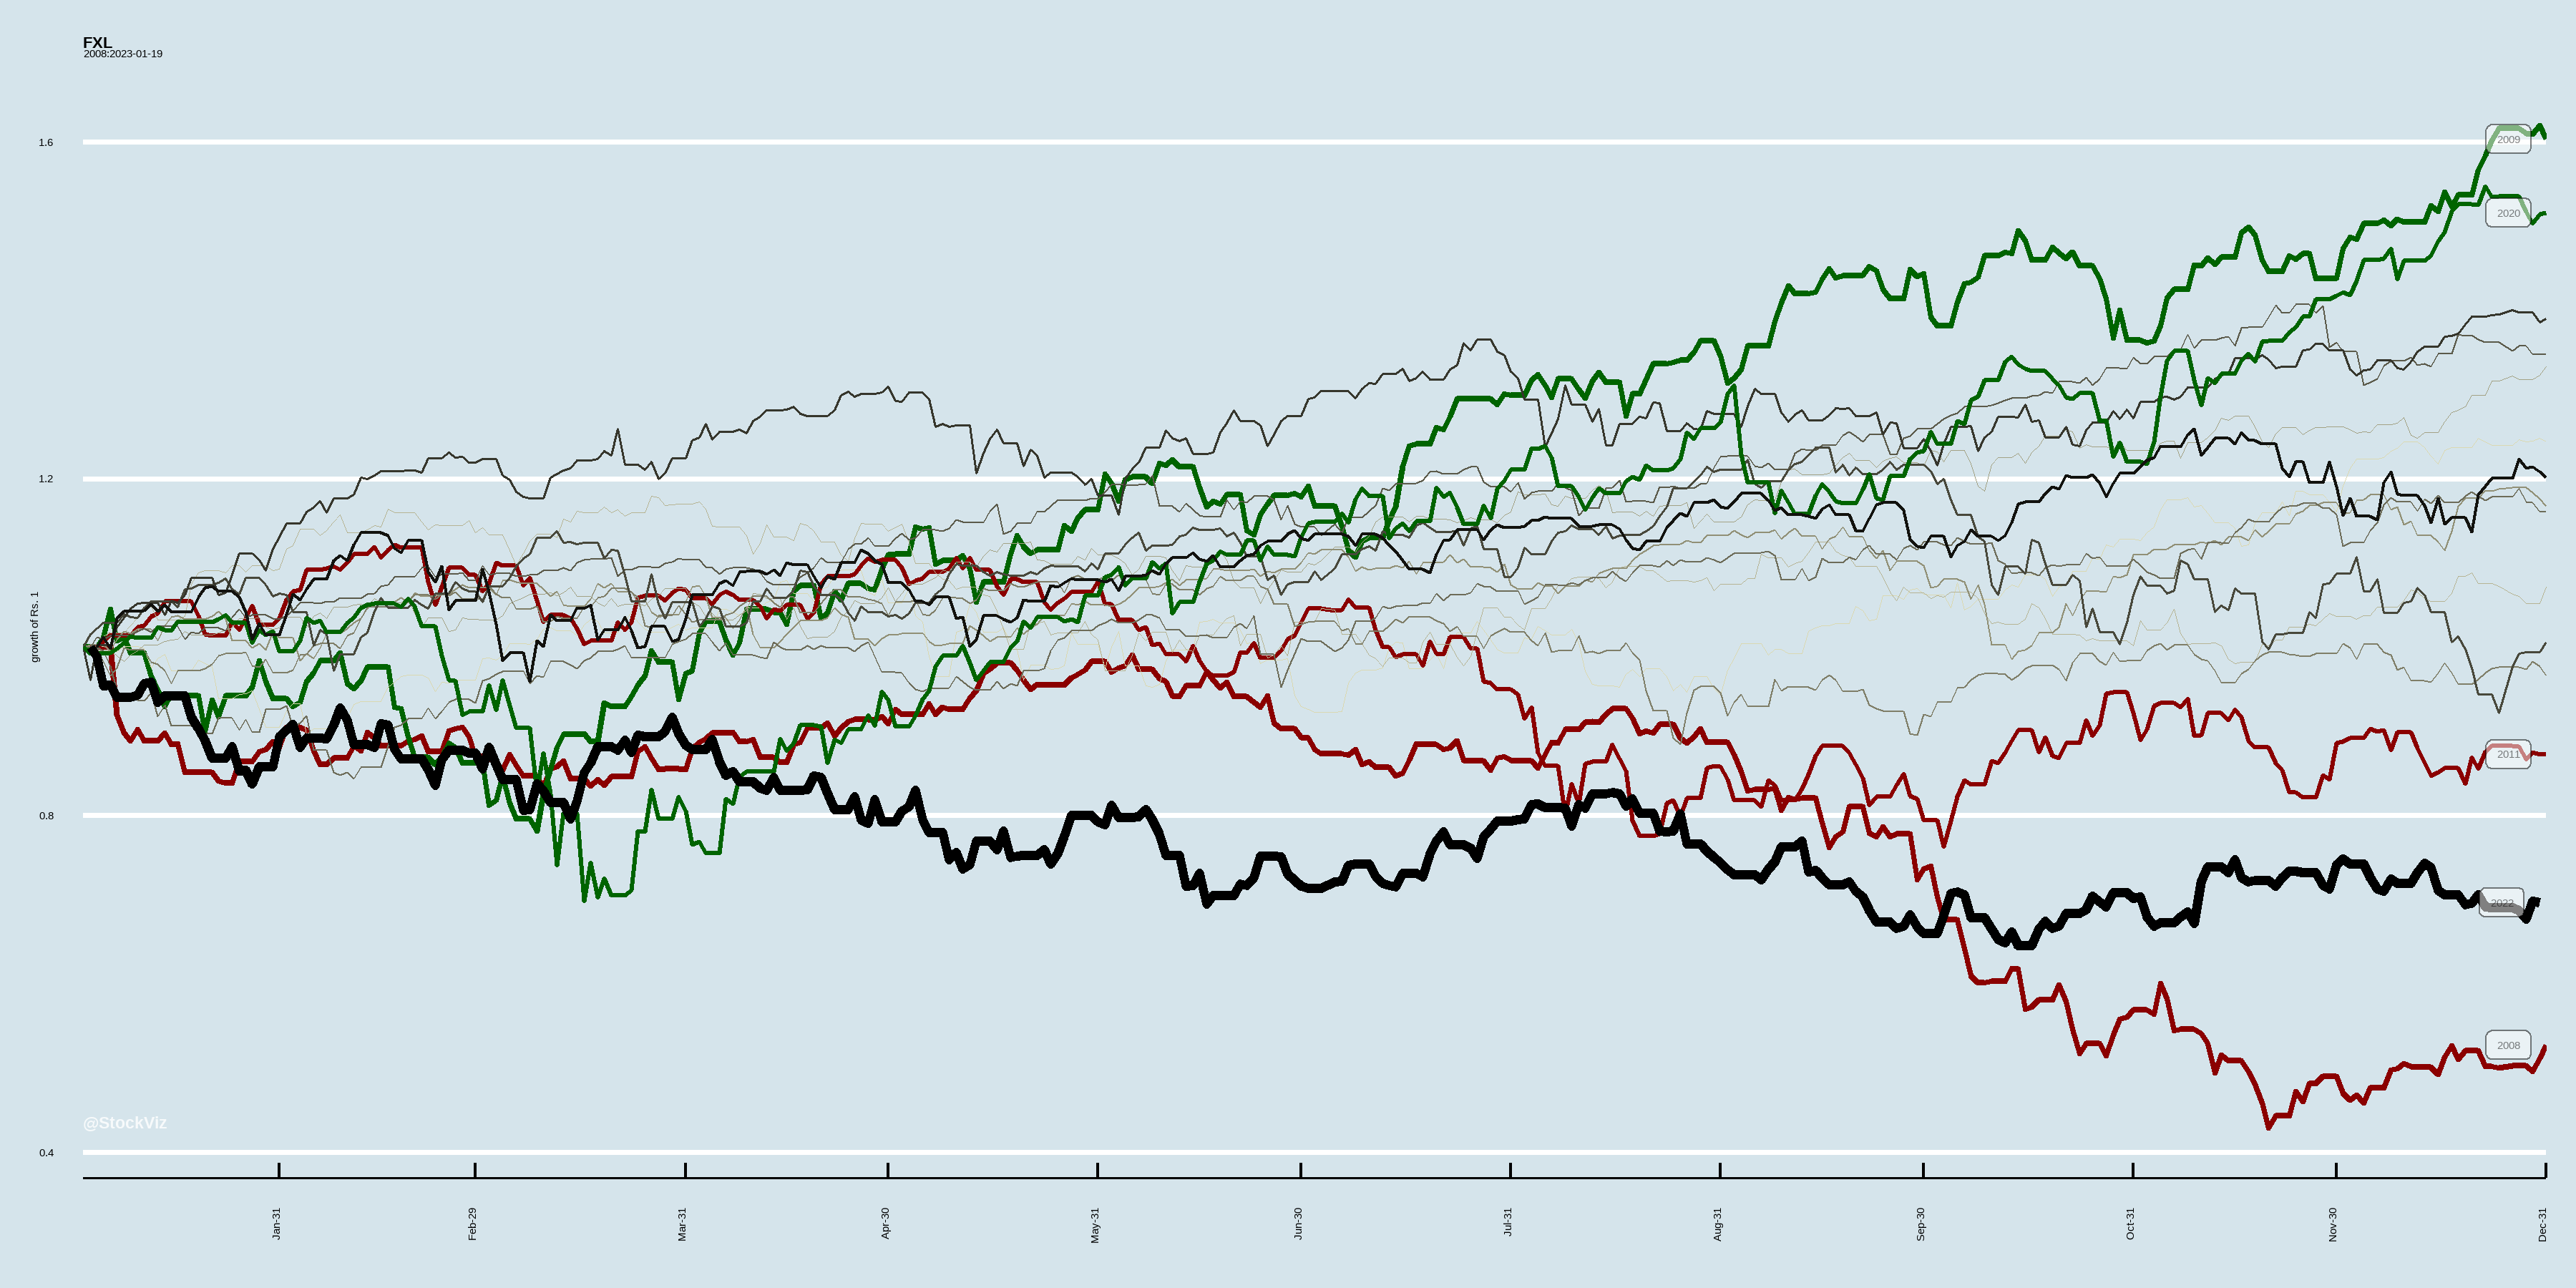 FXL
2008:2023-01-19
1.6
1.2
0.8
0.4
growth of Rs. 1
2009
2020
2011
2022
2008
@StockViz
Jan-31
Feb-29
Mar-31
Apr-30
May-31
Jun-30
Jul-31
Aug-31
Sep-30
Oct-31
Nov-30
Dec-31